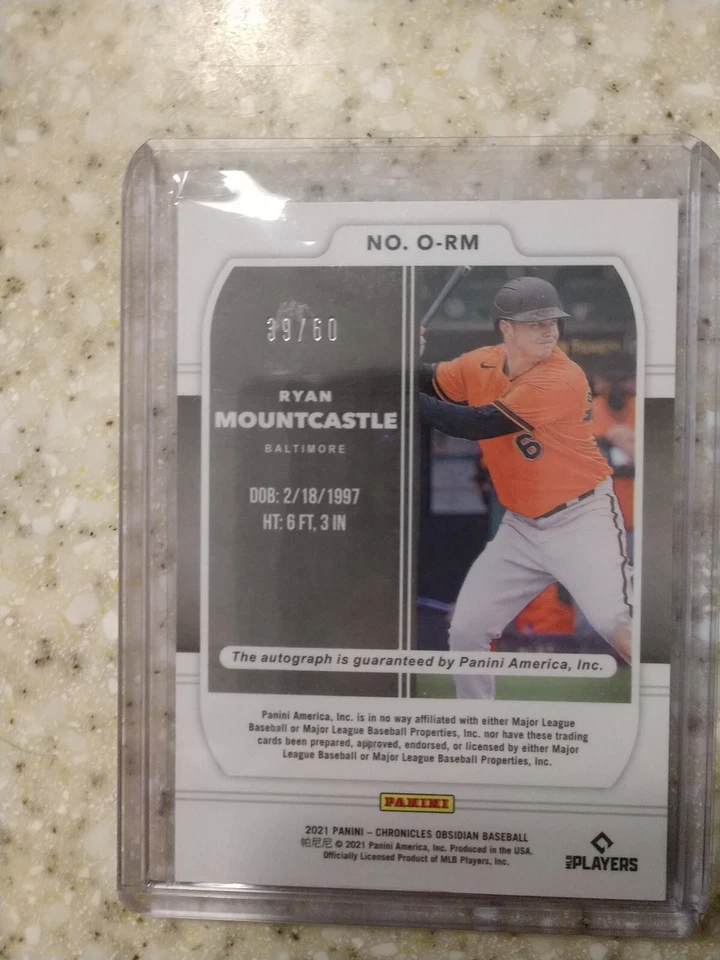 NO. O-RM
39/60
RYAN
MOUNTCASTLE
BALTIMORE
DOB: 2/18/1997
HT: 6 FT, 3 IN
6
The autograph is guaranteed by Panini America, Inc.
Panini America, Inc. is in no way affiliated with either Major League
Baseball or Major League Baseball Properties, Inc. nor have these trading
cards been prepared, approved, endorsed, or licensed by either Major
League Baseball or Major League Baseball Properties, Inc.
PANINI
2021 PANINI – CHRONICLES OBSIDIAN BASEBALL
帕尼尼 © 2021 Panini America, Inc. Produced in the USA.
Officially Licensed Product of MLB Players, Inc.
MLB PLAYERS